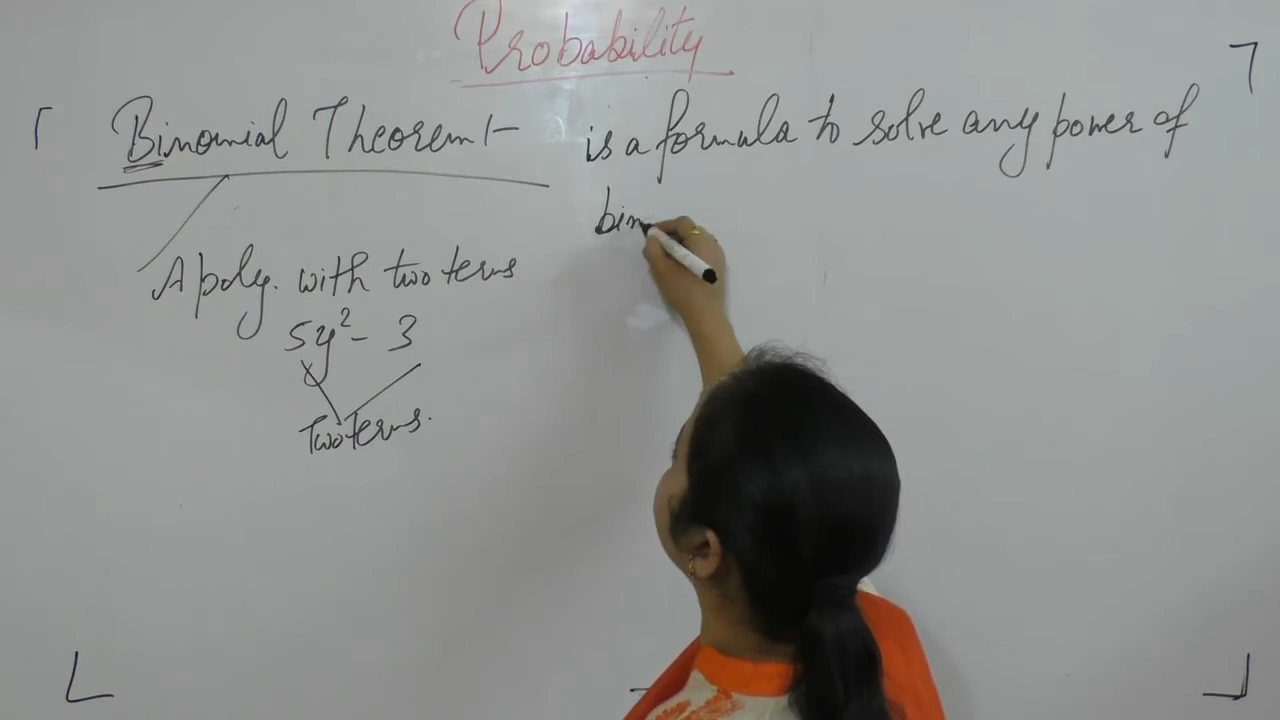 Probability
Binomial Theorem :- is a formula to solve any power of
bin
A poly. with two terms
5y² - 3
Two terms.